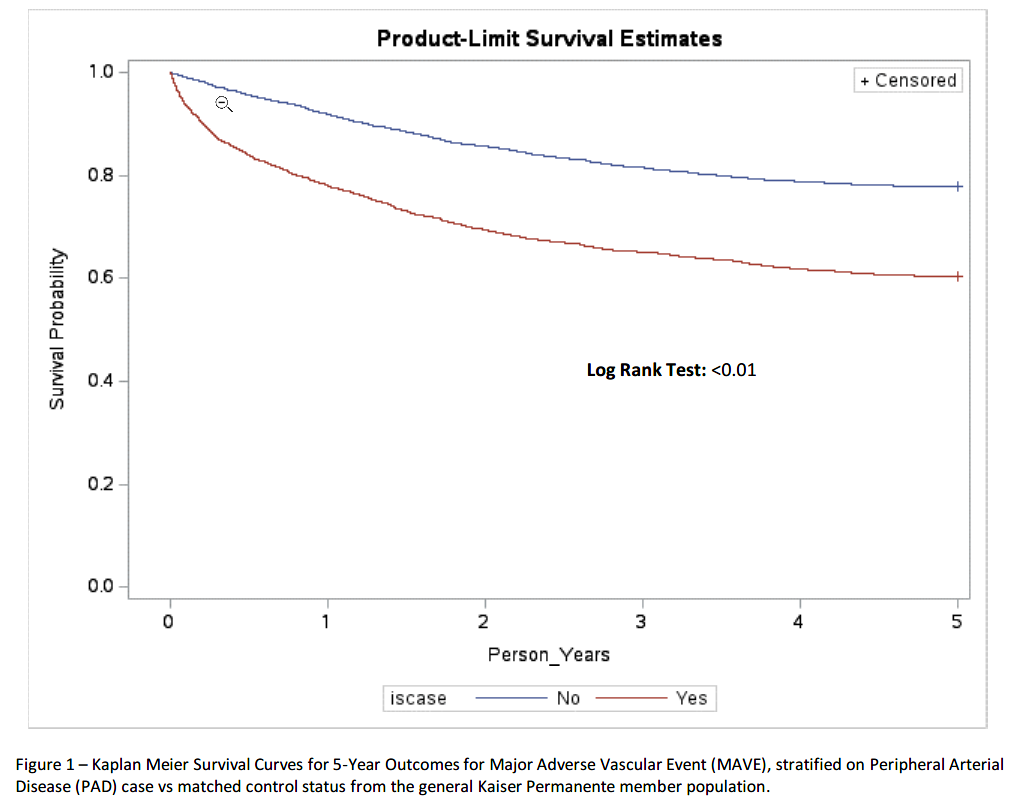 Product-Limit Survival Estimates
+ Censored
1.0
0.8
0.6
0.4
0.2
0.0
Survival Probability
Log Rank Test: <0.01
0 1 2 3 4 5
Person_Years
iscase No Yes
Figure 1 – Kaplan Meier Survival Curves for 5-Year Outcomes for Major Adverse Vascular Event (MAVE), stratified on Peripheral Arterial
Disease (PAD) case vs matched control status from the general Kaiser Permanente member population.